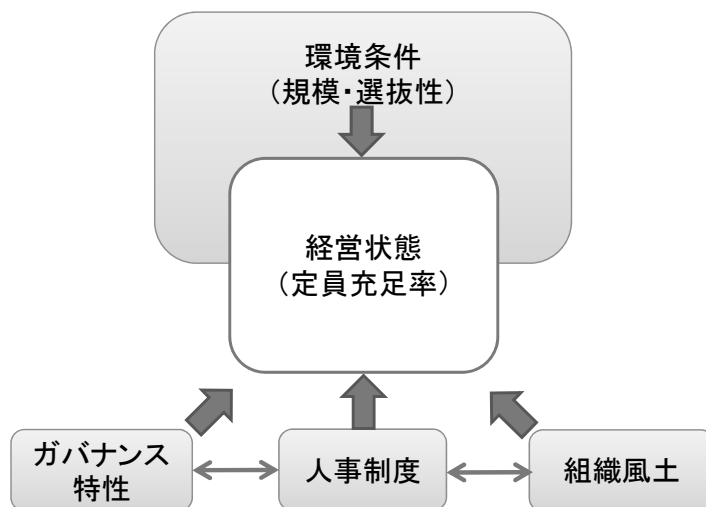 環境条件
（規模・選抜性）
経営状態
（定員充足率）
ガバナンス
特性
人事制度
組織風土